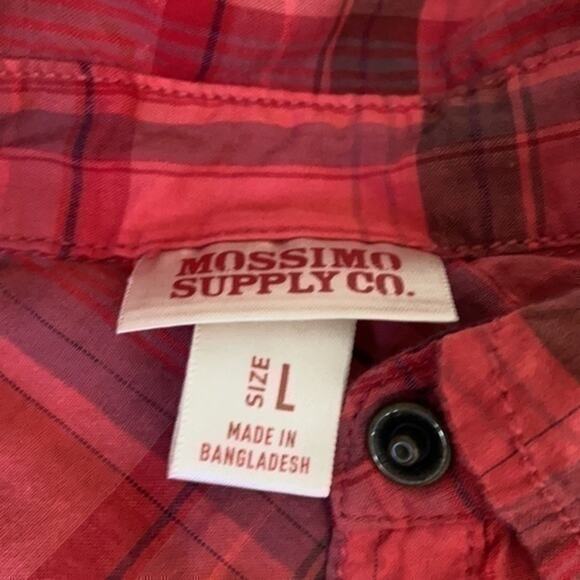 MOSSIMO
SUPPLY CO.
SIZE L
MADE IN
BANGLADESH